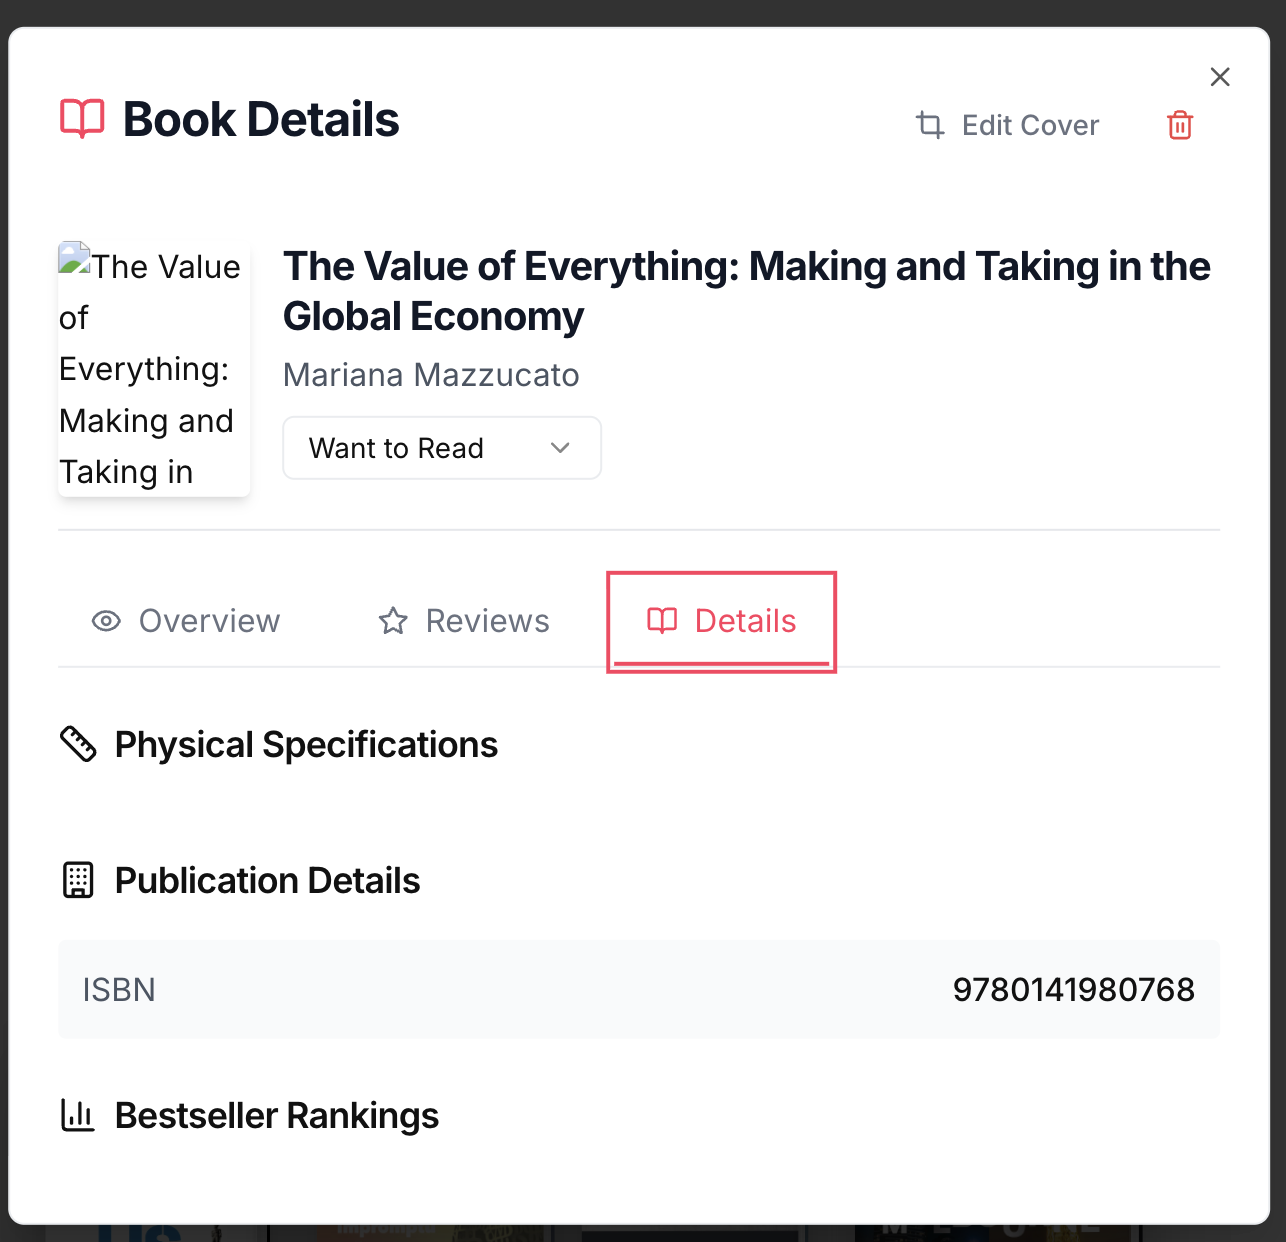 Book Details
Edit Cover
The Value
of
Everything:
Making and
Taking in
The Value of Everything: Making and Taking in the
Global Economy
Mariana Mazzucato
Want to Read
Overview
Reviews
Details
Physical Specifications
Publication Details
ISBN
9780141980768
Bestseller Rankings